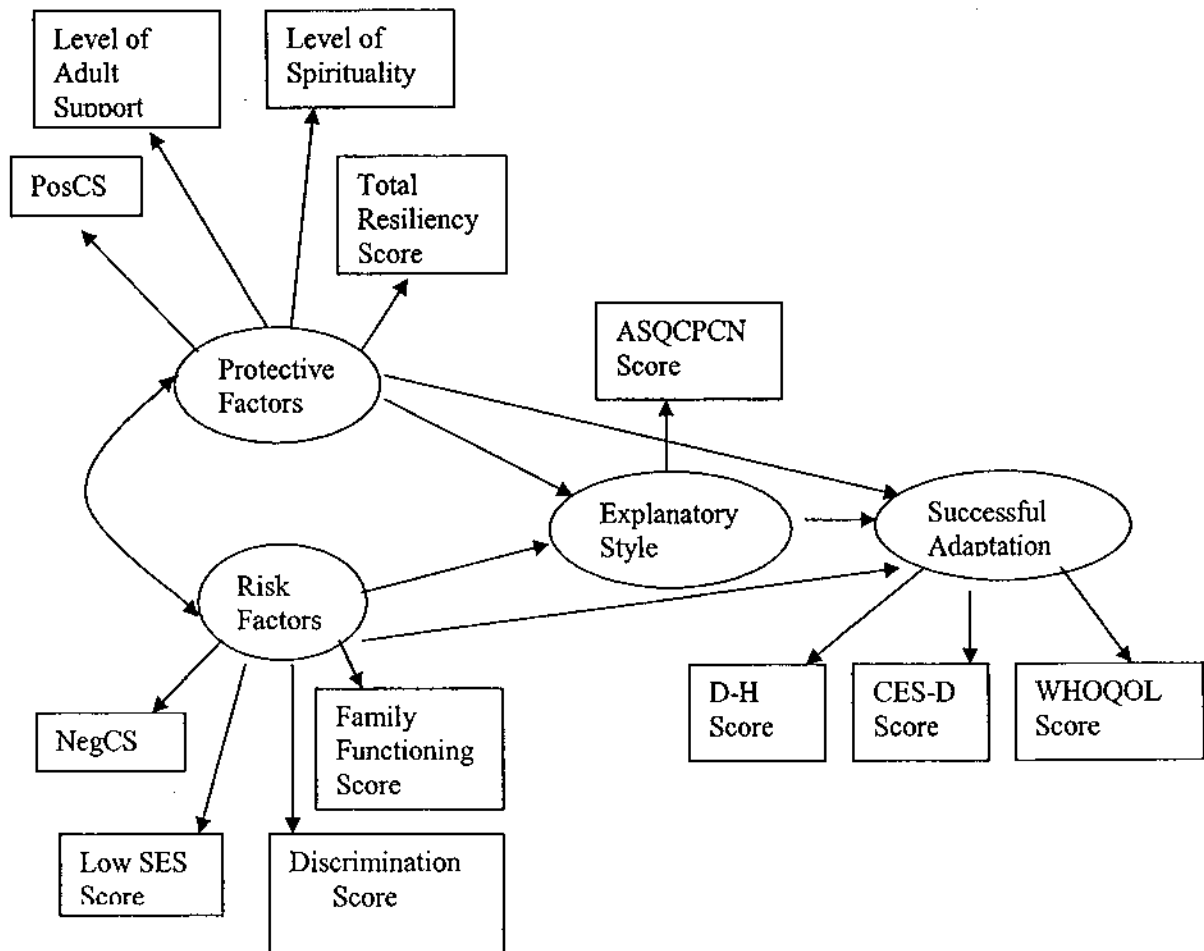 Level of
Adult
Support
Level of
Spirituality
PosCS
Total
Resiliency
Score
ASQCPCN
Score
Protective
Factors
Explanatory
Style
Successful
Adaptation
Risk
Factors
NegCS
Family
Functioning
Score
D-H
Score
CES-D
Score
WHOQOL
Score
Low SES
Score
Discrimination
Score